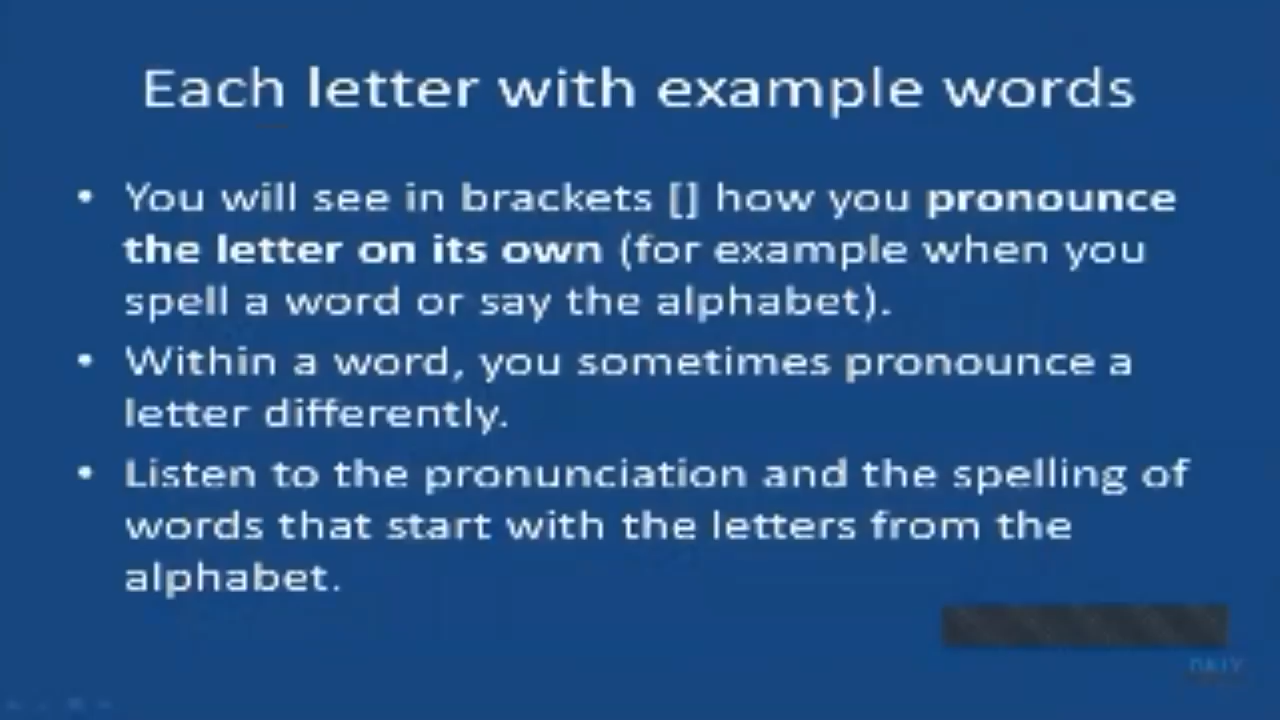 Each letter with example words
• You will see in brackets [] how you pronounce
the letter on its own (for example when you
spell a word or say the alphabet).
• Within a word, you sometimes pronounce a
letter differently.
• Listen to the pronunciation and the spelling of
words that start with the letters from the
alphabet.